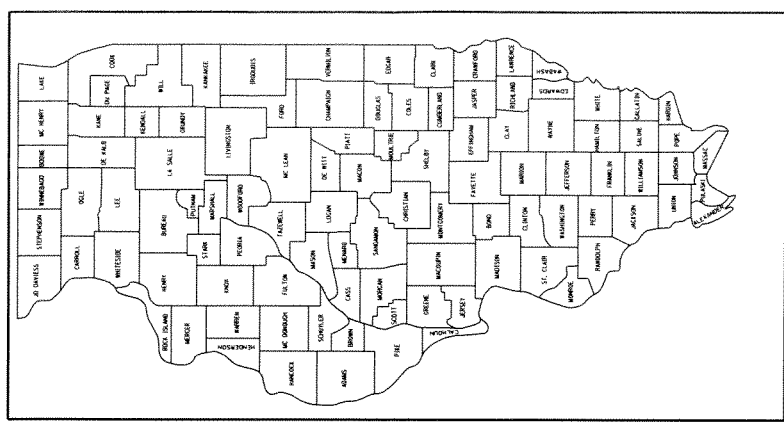 JO DAVIESS
STEPHENSON
WINNEBAGO
BOONE
MC HENRY
LAKE
CARROLL
OGLE
DE KALB
KANE
DU PAGE
COOK
WHITESIDE
LEE
KENDALL
WILL
ROCK ISLAND
HENRY
BUREAU
LA SALLE
GRUNDY
KANKAKEE
MERCER
PUTNAM
HENDERSON
WARREN
KNOX
STARK
MARSHALL
LIVINGSTON
IROQUOIS
PEORIA
WOODFORD
FORD
HANCOCK
MC DONOUGH
FULTON
TAZEWELL
MC LEAN
SCHUYLER
MASON
LOGAN
DE WITT
PIATT
CHAMPAIGN
VERMILION
ADAMS
BROWN
CASS
MENARD
MACON
DOUGLAS
EDGAR
PIKE
SCOTT
MORGAN
SANGAMON
CHRISTIAN
MOULTRIE
COLES
SHELBY
CUMBERLAND
CLARK
CALHOUN
GREENE
JERSEY
MACOUPIN
MONTGOMERY
FAYETTE
EFFINGHAM
JASPER
CRAWFORD
MADISON
BOND
CLAY
RICHLAND
LAWRENCE
ST. CLAIR
CLINTON
MARION
WAYNE
EDWARDS
WABASH
MONROE
RANDOLPH
WASHINGTON
JEFFERSON
PERRY
FRANKLIN
HAMILTON
WHITE
JACKSON
WILLIAMSON
SALINE
GALLATIN
UNION
JOHNSON
POPE
HARDIN
ALEXANDER
PULASKI
MASSAC